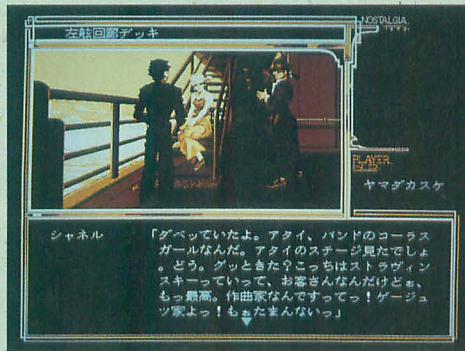 左舷回廊デッキ
NOSTALGIA
PLAYER.
ヤマダカスケ
シャネル
「ダベッていたよ。アタイ、バンドのコーラス
ガールなんだ。アタイのステージ見たでしょ
。どう。グッときた？こっちはストラヴィン
スキーっていって、お客さんなんだけどぉ、
もっ最高。作曲家なんですってっ！ゲージュ
ツ家よっ！もぉたまんないっ」